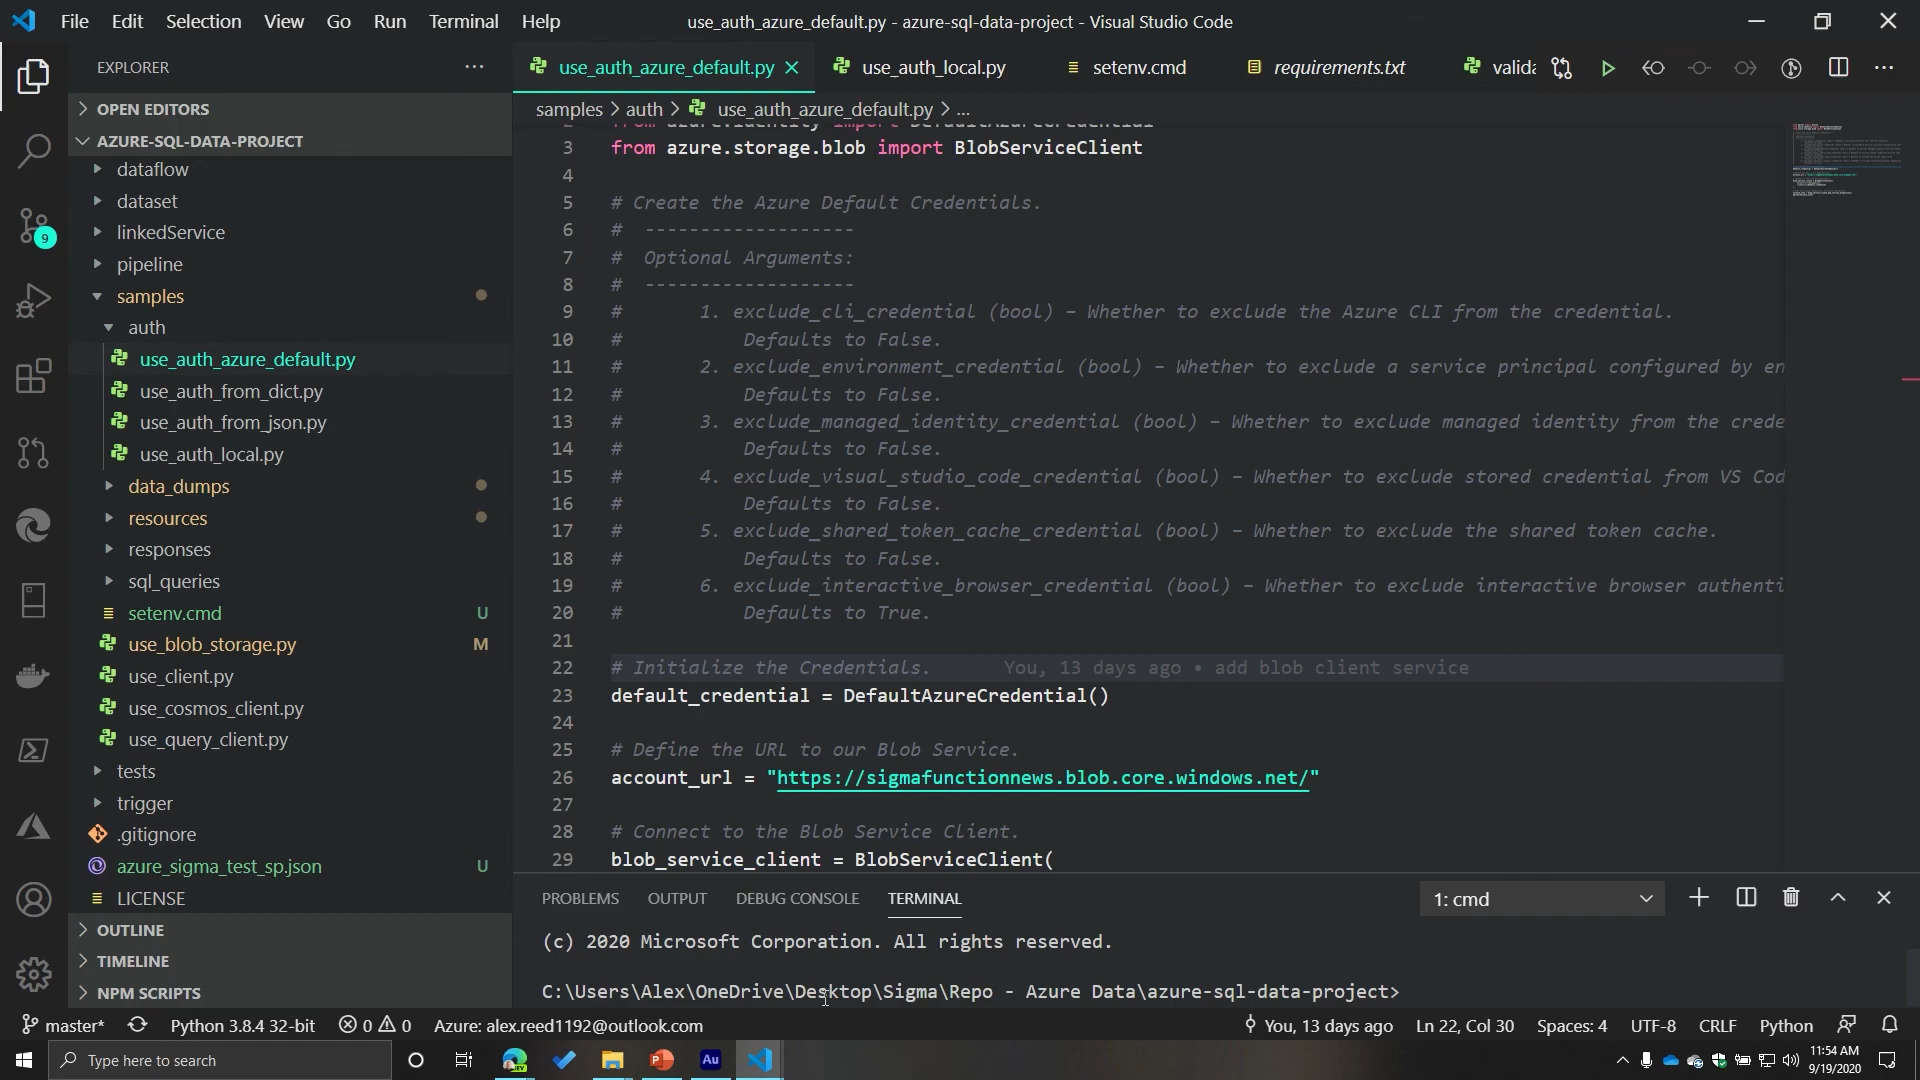 File Edit Selection View Go Run Terminal Help
use_auth_azure_default.py - azure-sql-data-project - Visual Studio Code
EXPLORER
OPEN EDITORS
AZURE-SQL-DATA-PROJECT
dataflow
dataset
linkedService
pipeline
samples
auth
use_auth_azure_default.py
use_auth_from_dict.py
use_auth_from_json.py
use_auth_local.py
data_dumps
resources
responses
sql_queries
setenv.cmd U
use_blob_storage.py M
use_client.py
use_cosmos_client.py
use_query_client.py
tests
trigger
.gitignore
azure_sigma_test_sp.json U
LICENSE
OUTLINE
TIMELINE
NPM SCRIPTS
9
use_auth_azure_default.py use_auth_local.py setenv.cmd requirements.txt valida
samples > auth > use_auth_azure_default.py > ...
2 from azure.identity import DefaultAzureCredential
3 from azure.storage.blob import BlobServiceClient
4
5 # Create the Azure Default Credentials.
6 # -------------------
7 # Optional Arguments:
8 # -------------------
9 # 1. exclude_cli_credential (bool) – Whether to exclude the Azure CLI from the credential.
10 # Defaults to False.
11 # 2. exclude_environment_credential (bool) – Whether to exclude a service principal configured by en
12 # Defaults to False.
13 # 3. exclude_managed_identity_credential (bool) – Whether to exclude managed identity from the crede
14 # Defaults to False.
15 # 4. exclude_visual_studio_code_credential (bool) – Whether to exclude stored credential from VS Cod
16 # Defaults to False.
17 # 5. exclude_shared_token_cache_credential (bool) – Whether to exclude the shared token cache.
18 # Defaults to False.
19 # 6. exclude_interactive_browser_credential (bool) – Whether to exclude interactive browser authenti
20 # Defaults to True.
21
22 # Initialize the Credentials. You, 13 days ago • add blob client service
23 default_credential = DefaultAzureCredential()
24
25 # Define the URL to our Blob Service.
26 account_url = "https://sigmafunctionnews.blob.core.windows.net/"
27
28 # Connect to the Blob Service Client.
29 blob_service_client = BlobServiceClient(
PROBLEMS OUTPUT DEBUG CONSOLE TERMINAL
1: cmd
(c) 2020 Microsoft Corporation. All rights reserved.
C:\Users\Alex\OneDrive\Desktop\Sigma\Repo - Azure Data\azure-sql-data-project>
master* Python 3.8.4 32-bit 0 0 Azure: alex.reed1192@outlook.com You, 13 days ago Ln 22, Col 30 Spaces: 4 UTF-8 CRLF Python
Type here to search
Au
11:54 AM
9/19/2020